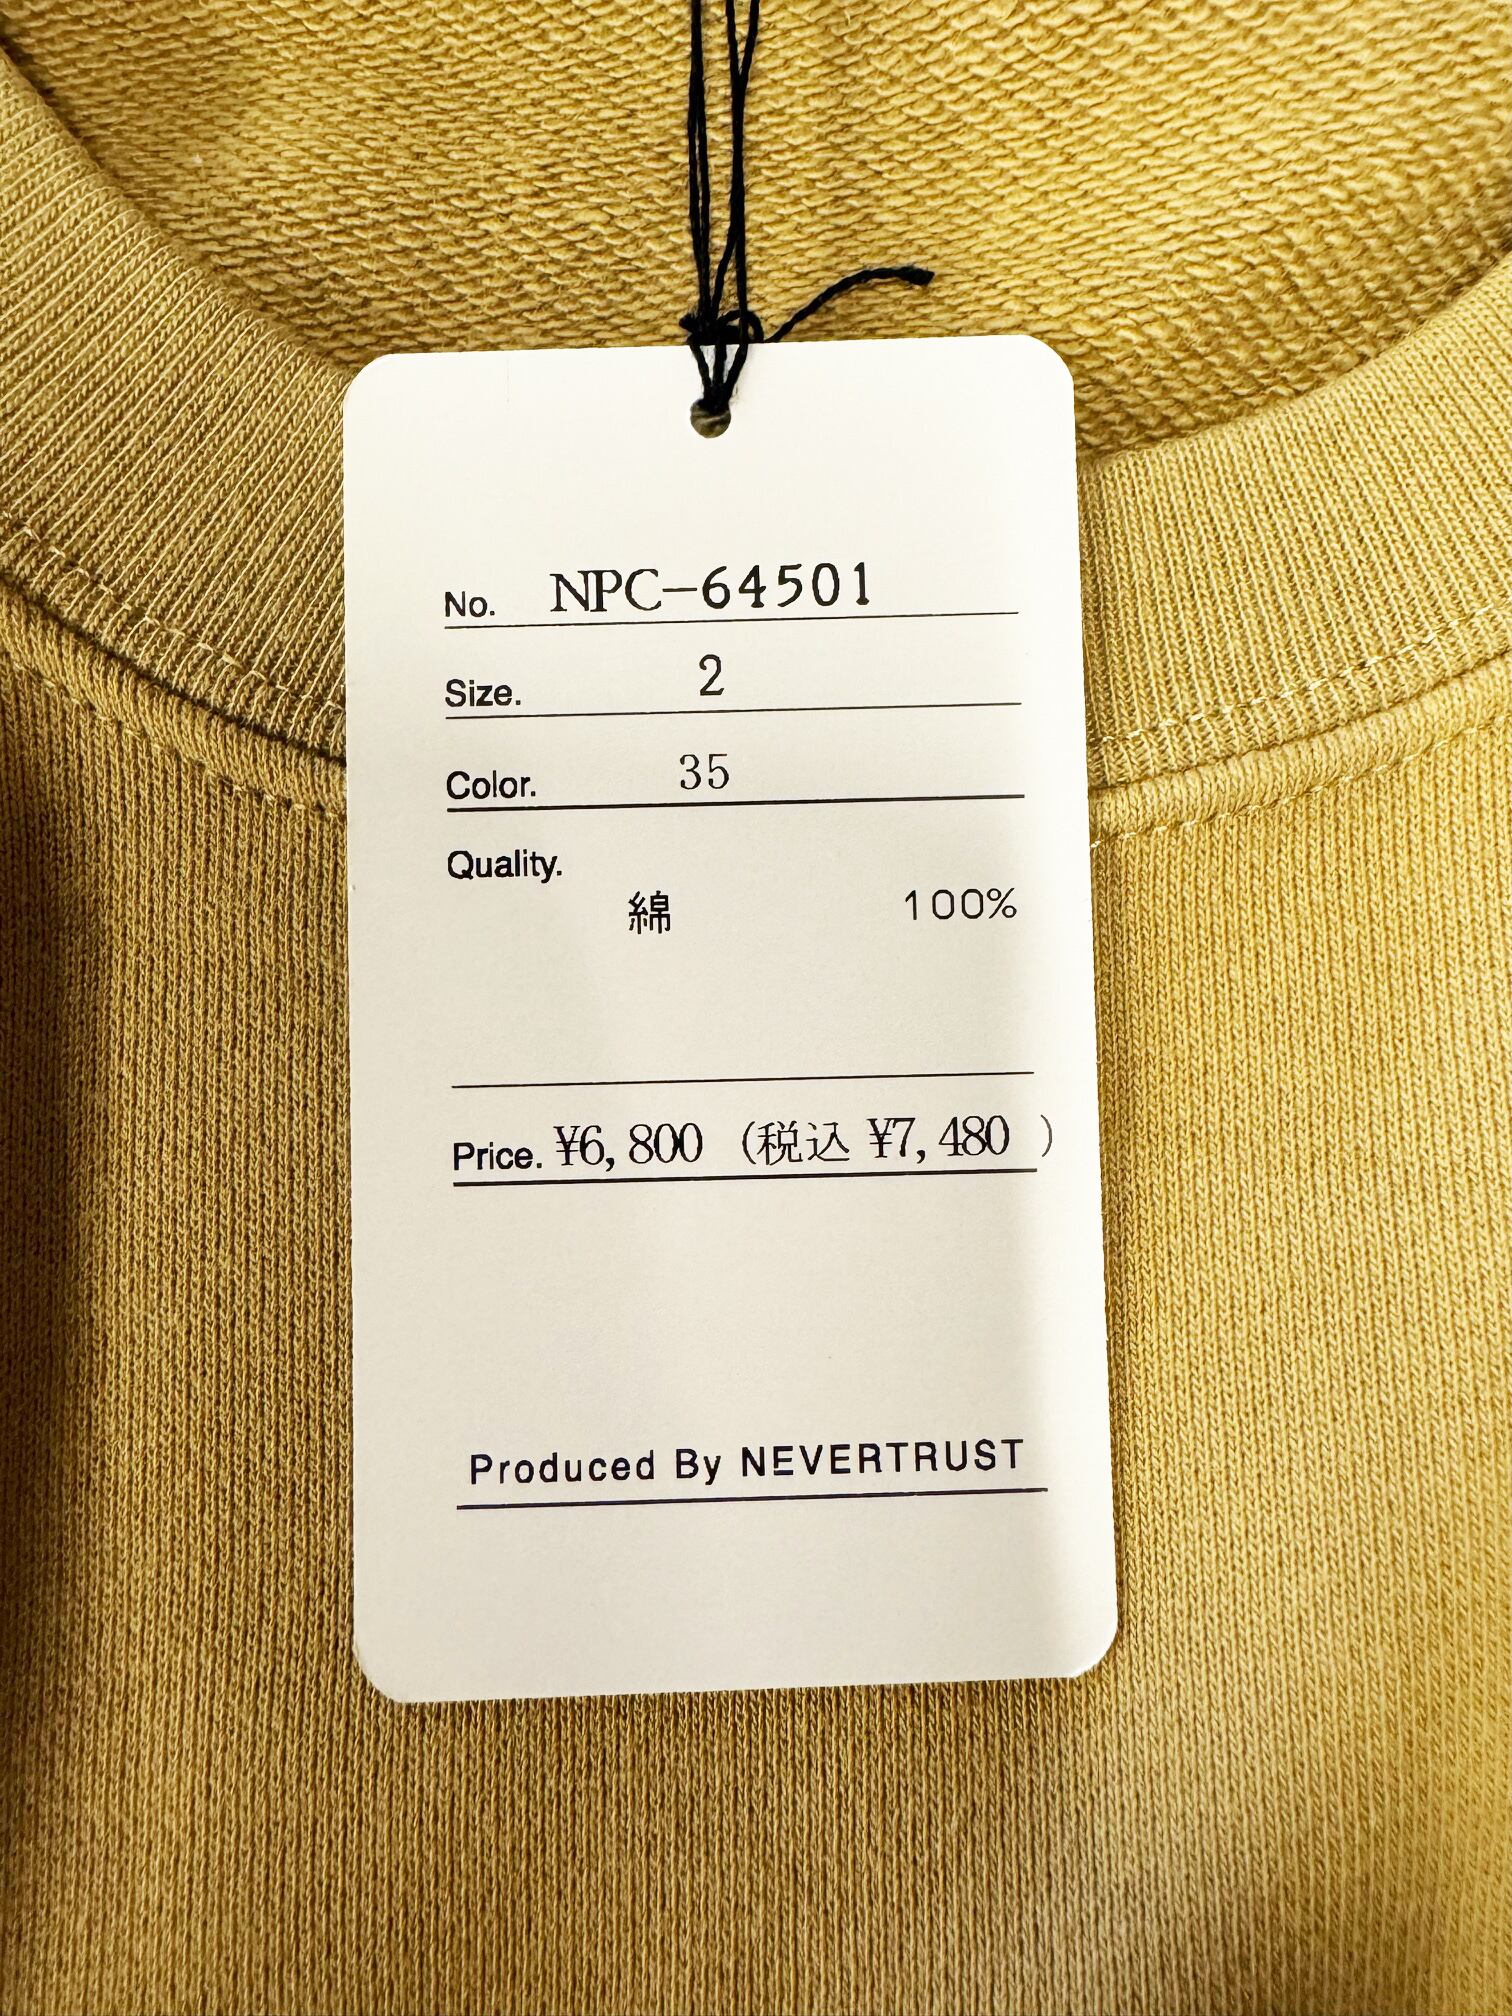 No. NPC-64501
Size. 2
Color. 35
Quality.
綿 100%
Price. ¥6,800 (税込 ¥7,480 )
Produced By NEVERTRUST